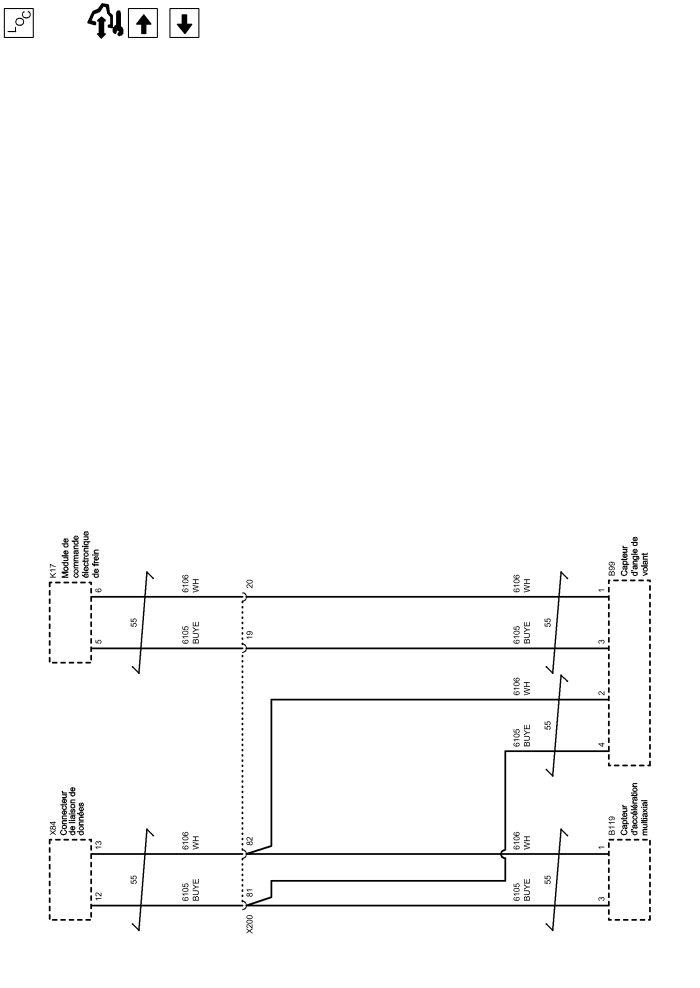 LOC
K17
Module de
commande
électronique
de frein
6
5
55
6106
WH
6105
BUYE
20
19
6106
WH
6105
BUYE
55
1
3
6106
WH
6105
BUYE
55
2
4
B99
Capteur
d'angle de
volant
X84
Connecteur
de liaison de
données
13
12
55
6106
WH
6105
BUYE
82
81
X200
6106
WH
6105
BUYE
55
1
3
B119
Capteur
d'accélération
multiaxial